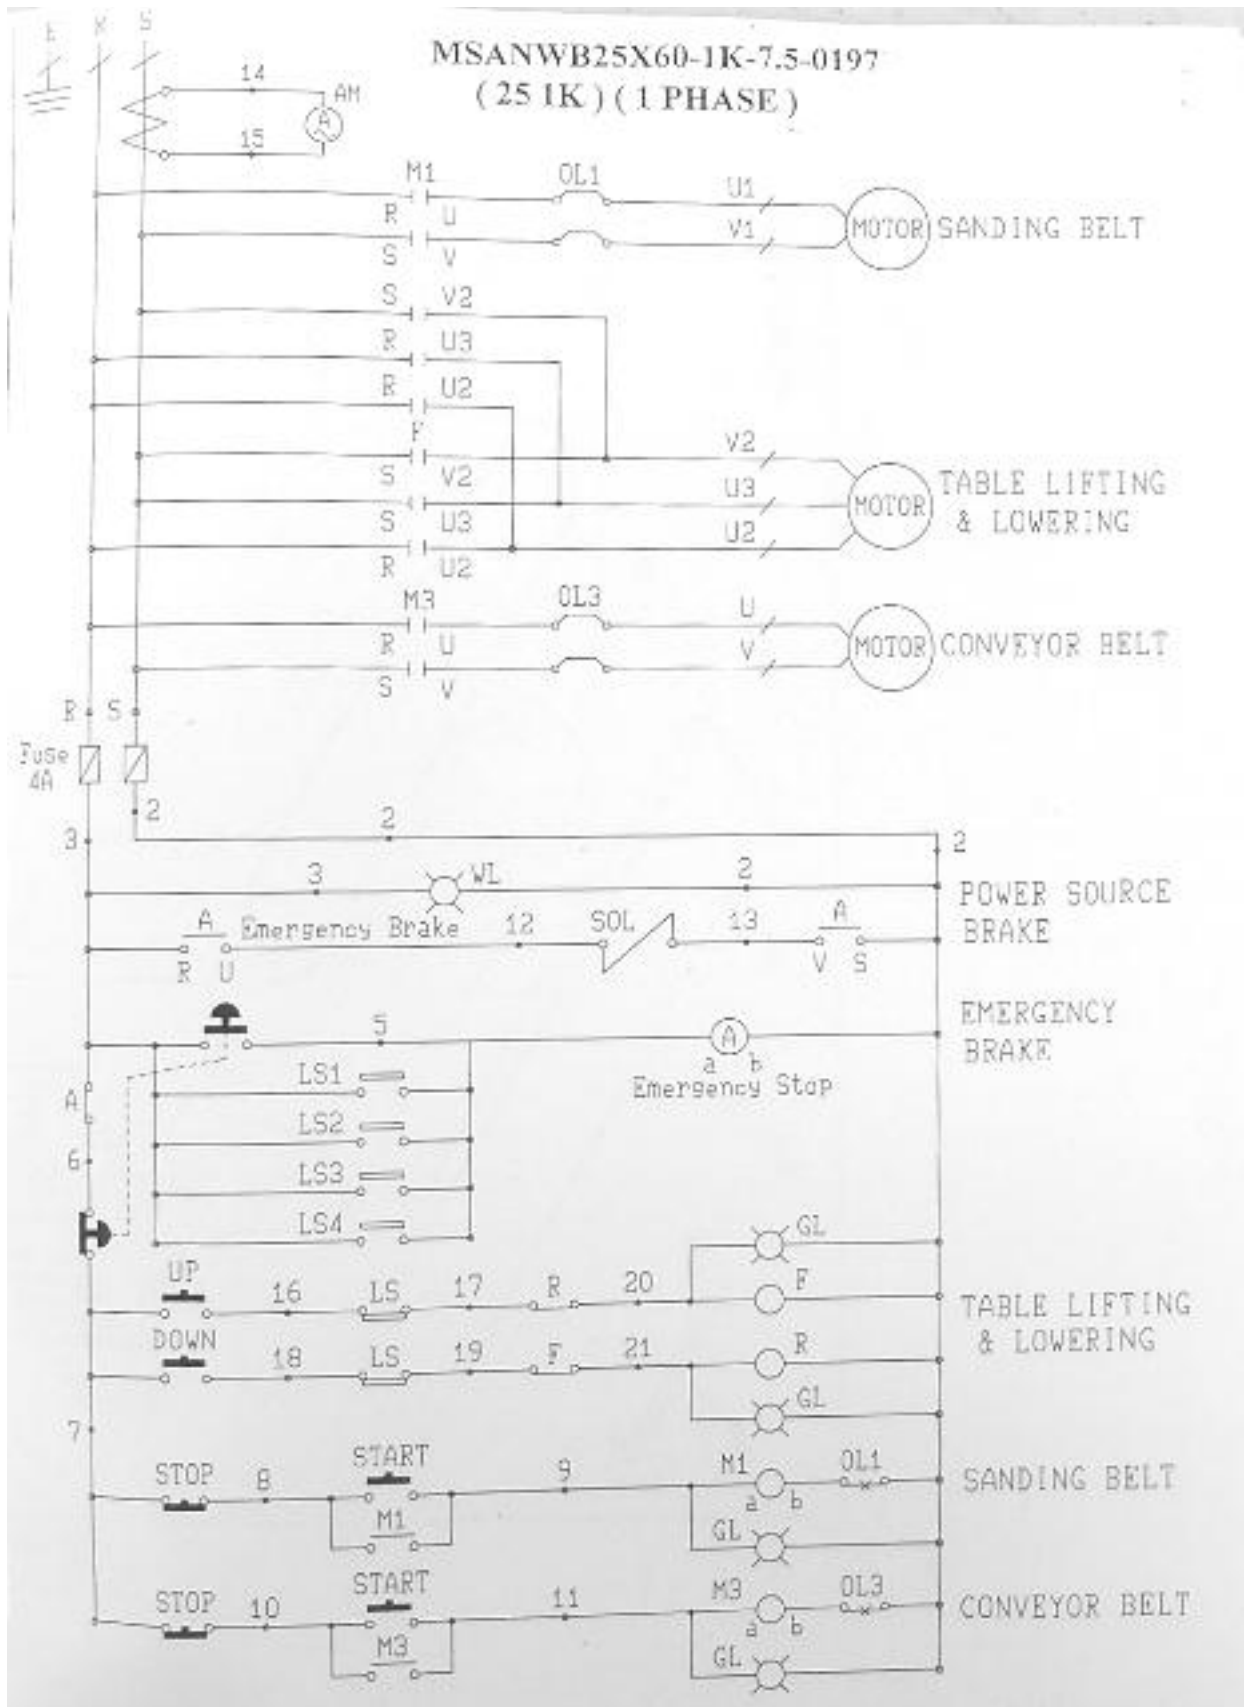 E R S
MSANWB25X60-1K-7.5-0197
( 25 1K ) ( 1 PHASE )
14 AM
A
15
M1 OL1 U1
R U
MOTOR SANDING BELT
V1
S V
S V2
R U3
R U2
F
V2
S V2
U3
TABLE LIFTING
MOTOR
& LOWERING
S U3
U2
R U2
M3 OL3 U
R U
MOTOR CONVEYOR BELT
V
S V
R S
Fuse
4A
2
3 2 2
3 WL 2
POWER SOURCE
BRAKE
A Emergency Brake 12 SOL 13 A
R U V S
EMERGENCY
BRAKE
5 A
a b
Emergency Stop
LS1
A
LS2
6
LS3
LS4
GL
UP 16 LS 17 R 20 F
TABLE LIFTING
& LOWERING
DOWN 18 LS 19 F 21 R
GL
7
STOP 8 START 9 M1 OL1
SANDING BELT
a b
M1
GL
STOP 10 START 11 M3 OL3
CONVEYOR BELT
a b
M3
GL